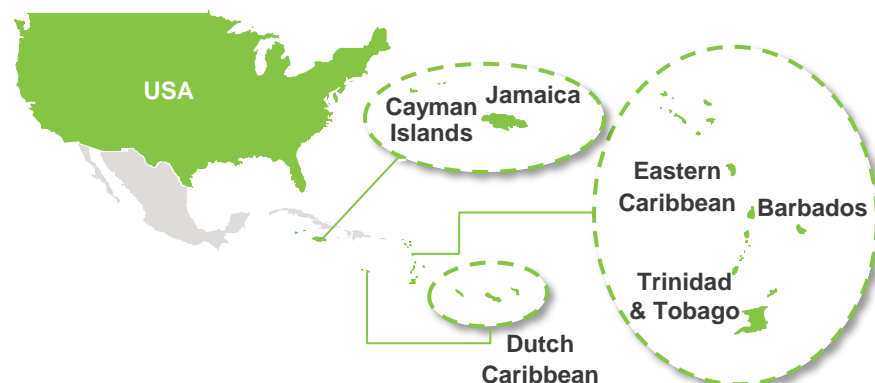 USA
Cayman
Islands
Jamaica
Eastern
Caribbean
Barbados
Trinidad
& Tobago
Dutch
Caribbean